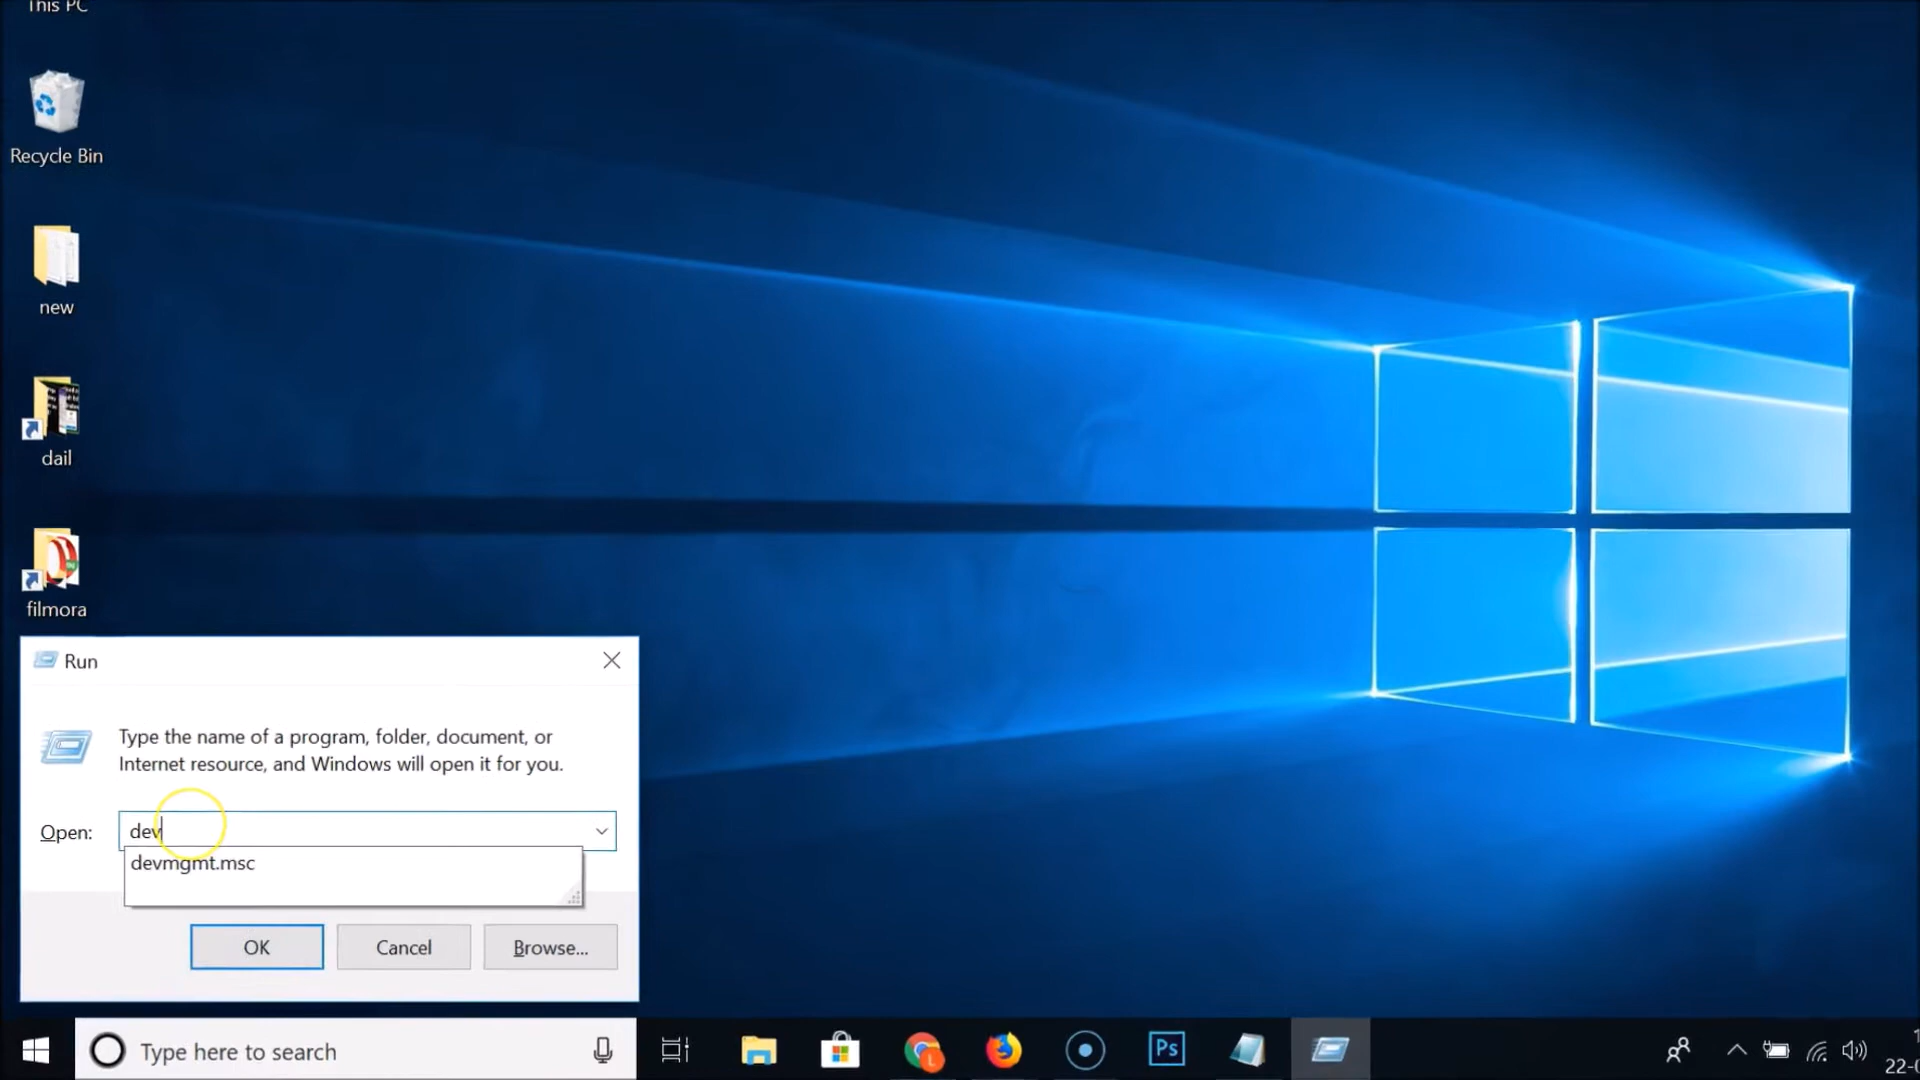 This PC
Recycle Bin
new
dail
filmora
Run
Type the name of a program, folder, document, or
Internet resource, and Windows will open it for you.
Open: dev
devmgmt.msc
OK Cancel Browse...
Type here to search
Ps
L